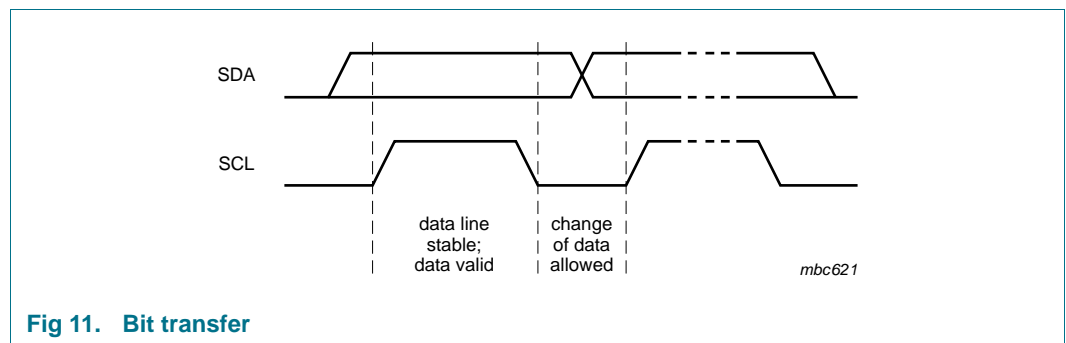 SDA
SCL
data line
stable;
data valid
change
of data
allowed
mbc621
Fig 11. Bit transfer